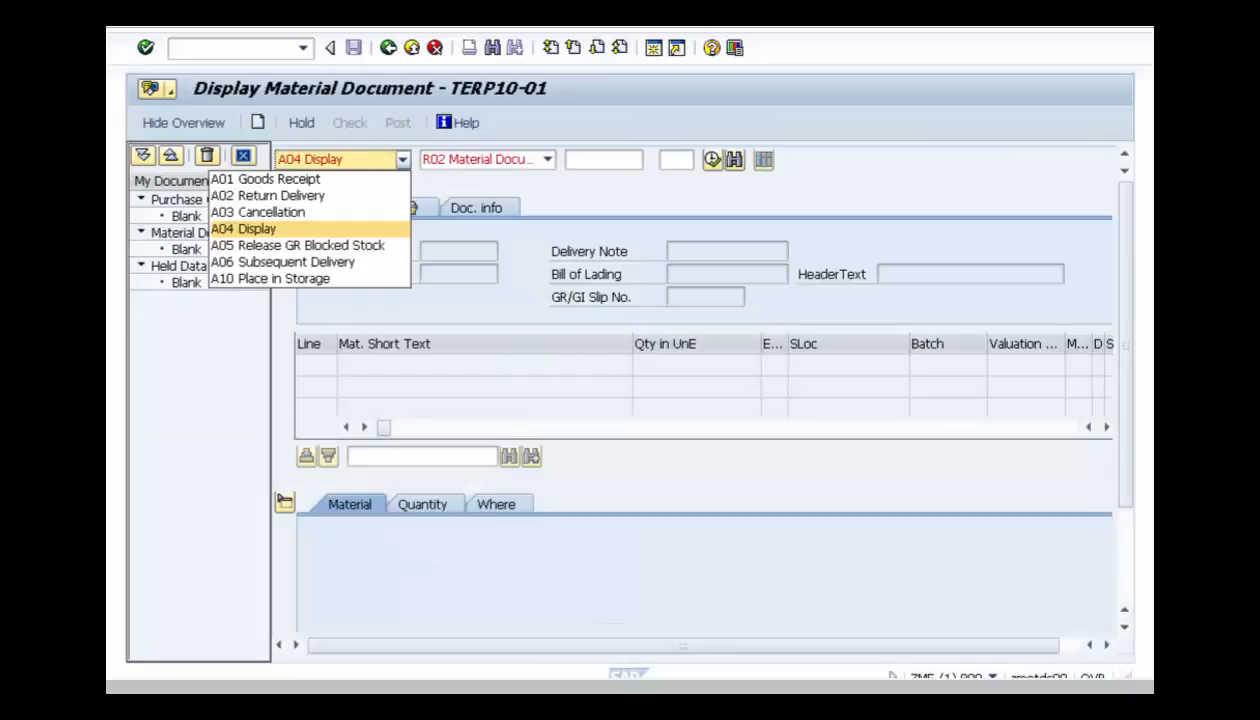 Display Material Document - TERP10-01
Hide Overview Hold Check Post Help
A04 Display R02 Material Docu...
My Documen
A01 Goods Receipt
Purchase
A02 Return Delivery
Blank
A03 Cancellation
Doc. info
Material D
A04 Display
Blank
A05 Release GR Blocked Stock
Held Data
A06 Subsequent Delivery
Blank
A10 Place in Storage
Delivery Note
Bill of Lading HeaderText
GR/GI Slip No.
Line Mat. Short Text Qty in UnE E... SLoc Batch Valuation ... M... D S
Material Quantity Where
SAP